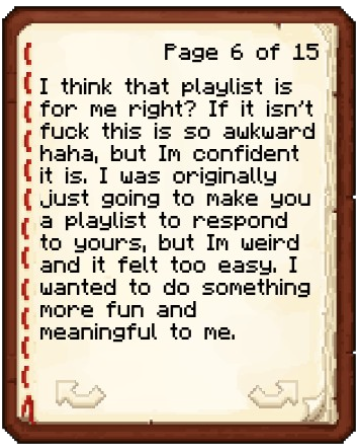 Page 6 of 15
I think that playlist is
for me right? If it isn't
fuck this is so awkward
haha, but Im confident
it is. I was originally
just going to make you
a playlist to respond
to yours, but Im weird
and it felt too easy. I
wanted to do something
more fun and
meaningful to me.